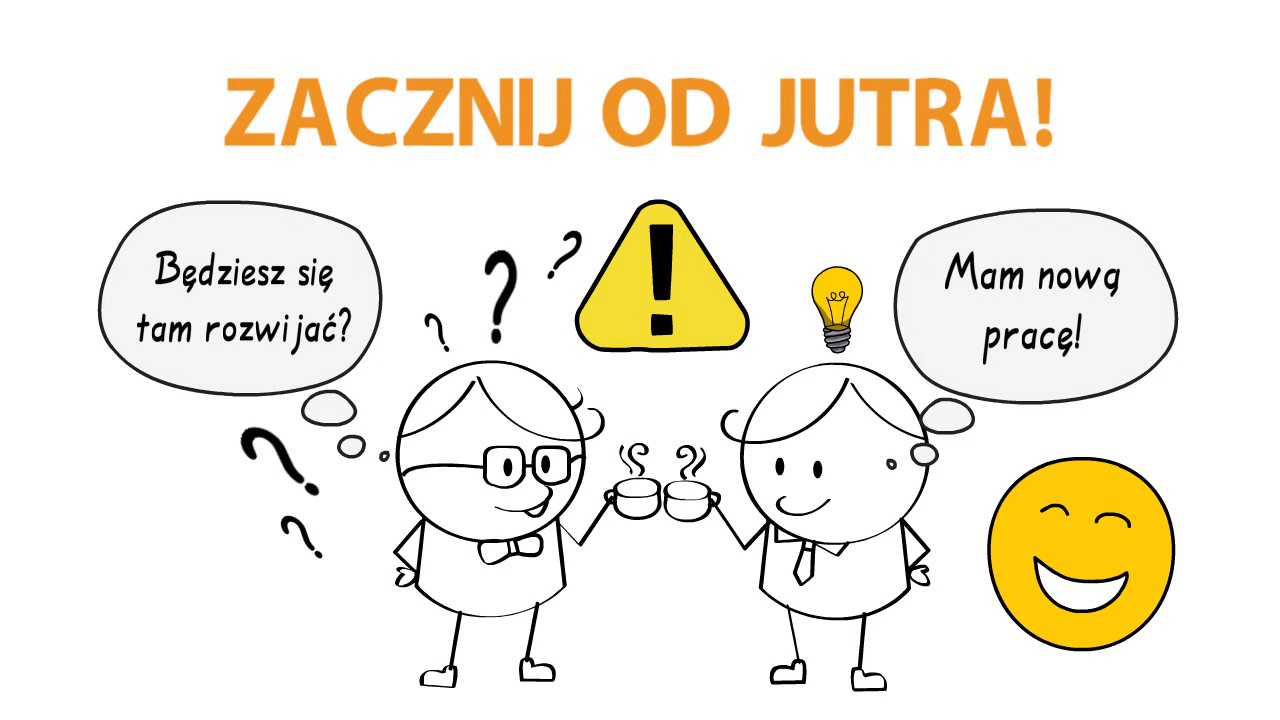 ZACZNIJ OD JUTRA!
Będziesz się
tam rozwijać?
Mam nową
pracę!